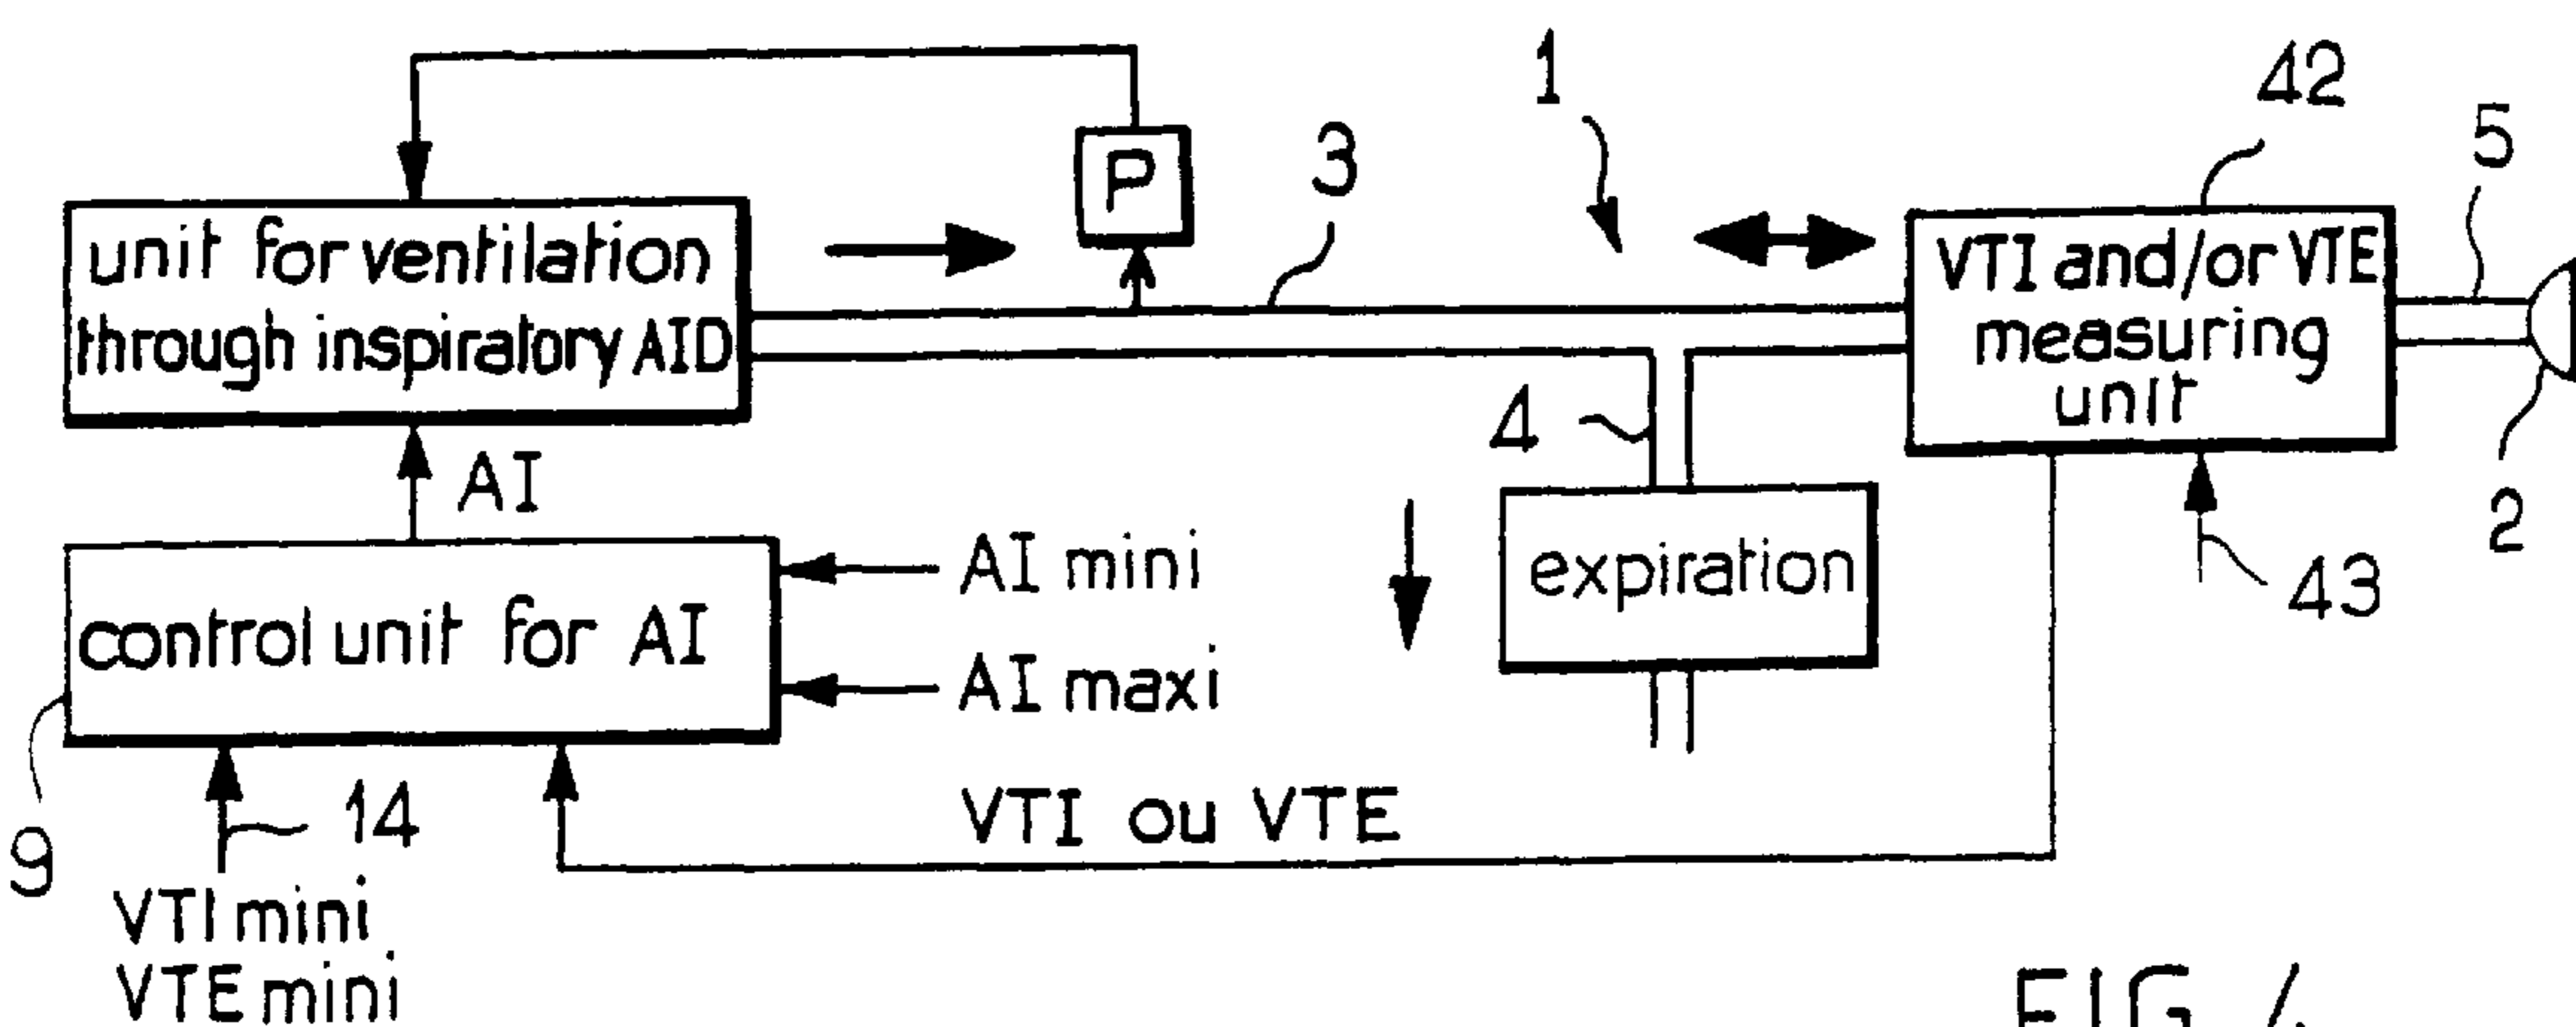 1
42
5
P
3
unit for ventilation
through inspiratory AID
VTI and/or VTE
measuring
unit
4
2
AI
AI mini
expiration
43
control unit for AI
AI maxi
14
VTI ou VTE
9
VTI mini
VTE mini
FIG